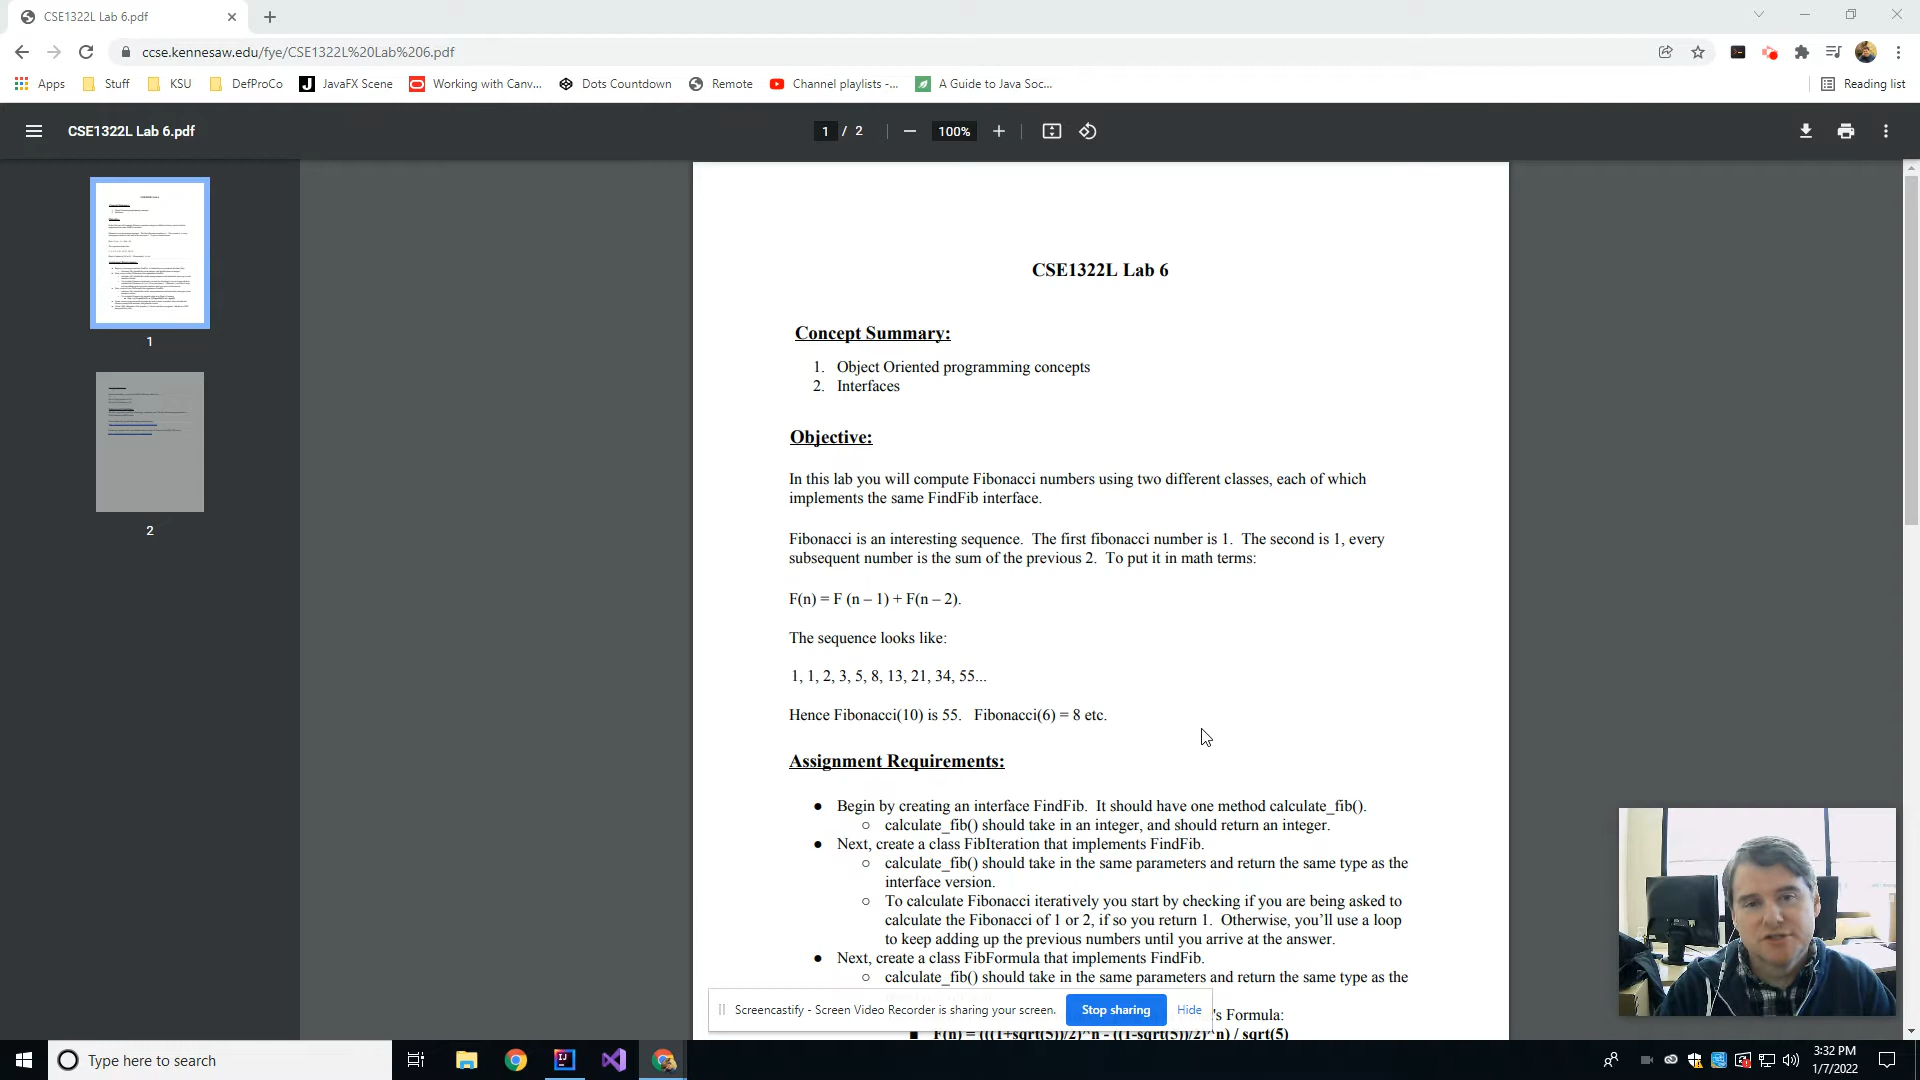 CSE1322L Lab 6.pdf
ccse.kennesaw.edu/fye/CSE1322L%20Lab%206.pdf
Apps Stuff KSU DefProCo JavaFX Scene Working with Canv... Dots Countdown Remote Channel playlists -... A Guide to Java Soc... Reading list
CSE1322L Lab 6.pdf 1 / 2 100%
1
2
CSE1322L Lab 6
Concept Summary:
1. Object Oriented programming concepts
2. Interfaces
Objective:
In this lab you will compute Fibonacci numbers using two different classes, each of which
implements the same FindFib interface.
Fibonacci is an interesting sequence. The first fibonacci number is 1. The second is 1, every
subsequent number is the sum of the previous 2. To put it in math terms:
F(n) = F (n – 1) + F(n – 2).
The sequence looks like:
1, 1, 2, 3, 5, 8, 13, 21, 34, 55...
Hence Fibonacci(10) is 55. Fibonacci(6) = 8 etc.
Assignment Requirements:
● Begin by creating an interface FindFib. It should have one method calculate_fib().
○ calculate_fib() should take in an integer, and should return an integer.
● Next, create a class FibIteration that implements FindFib.
○ calculate_fib() should take in the same parameters and return the same type as the
interface version.
○ To calculate Fibonacci iteratively you start by checking if you are being asked to
calculate the Fibonacci of 1 or 2, if so you return 1. Otherwise, you'll use a loop
to keep adding up the previous numbers until you arrive at the answer.
● Next, create a class FibFormula that implements FindFib.
○ calculate_fib() should take in the same parameters and return the same type as the
's Formula:
■ F(n) = (((1+sqrt(5))/2)^n - ((1-sqrt(5))/2)^n) / sqrt(5)
Screencastify - Screen Video Recorder is sharing your screen. Stop sharing Hide
Type here to search
3:32 PM
1/7/2022